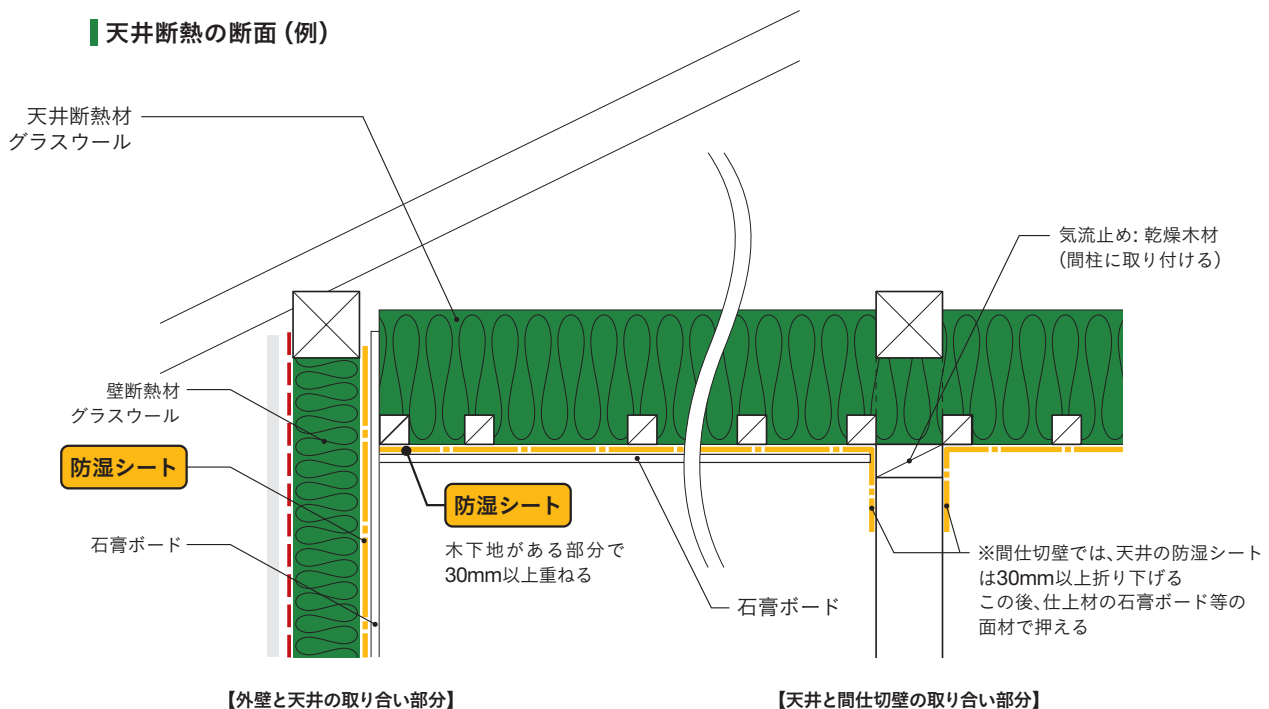 天井断熱の断面（例）
天井断熱材
グラスウール
気流止め: 乾燥木材
（間柱に取り付ける）
壁断熱材
グラスウール
防湿シート
防湿シート
木下地がある部分で
30mm以上重ねる
石膏ボード
石膏ボード
※間仕切壁では、天井の防湿シート
は30mm以上折り下げる
この後、仕上材の石膏ボード等の
面材で押える
【外壁と天井の取り合い部分】
【天井と間仕切壁の取り合い部分】